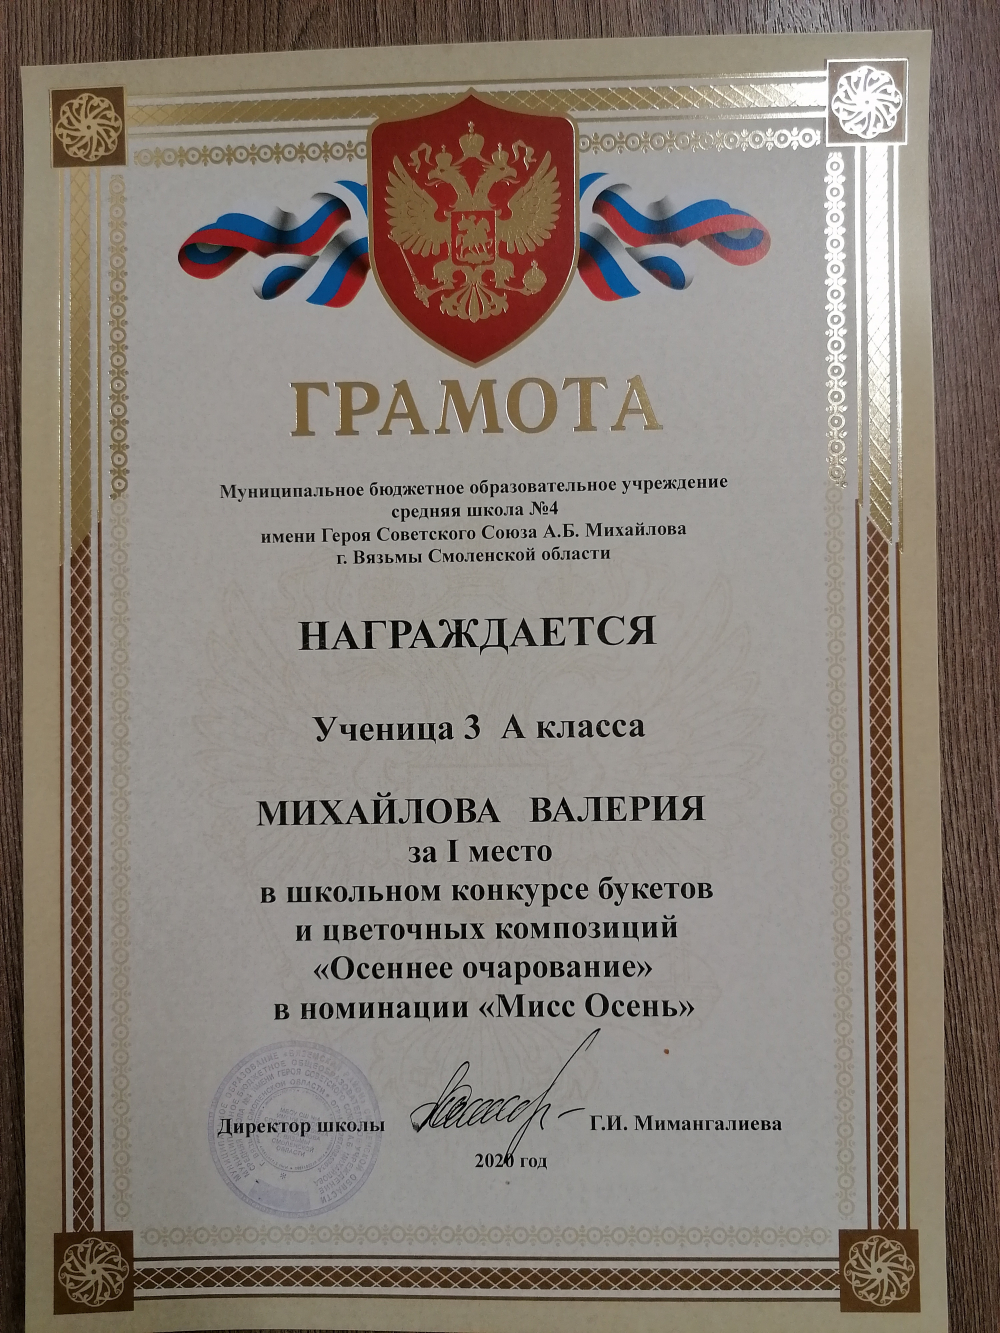 ГРАМОТА
Муниципальное бюджетное образовательное учреждение
средняя школа №4
имени Героя Советского Союза А.Б. Михайлова
г. Вязьмы Смоленской области
НАГРАЖДАЕТСЯ
Ученица 3 А класса
МИХАЙЛОВА ВАЛЕРИЯ
за I место
в школьном конкурсе букетов
и цветочных композиций
«Осеннее очарование»
в номинации «Мисс Осень»
Директор школы Г.И. Мимангалиева
2020 год